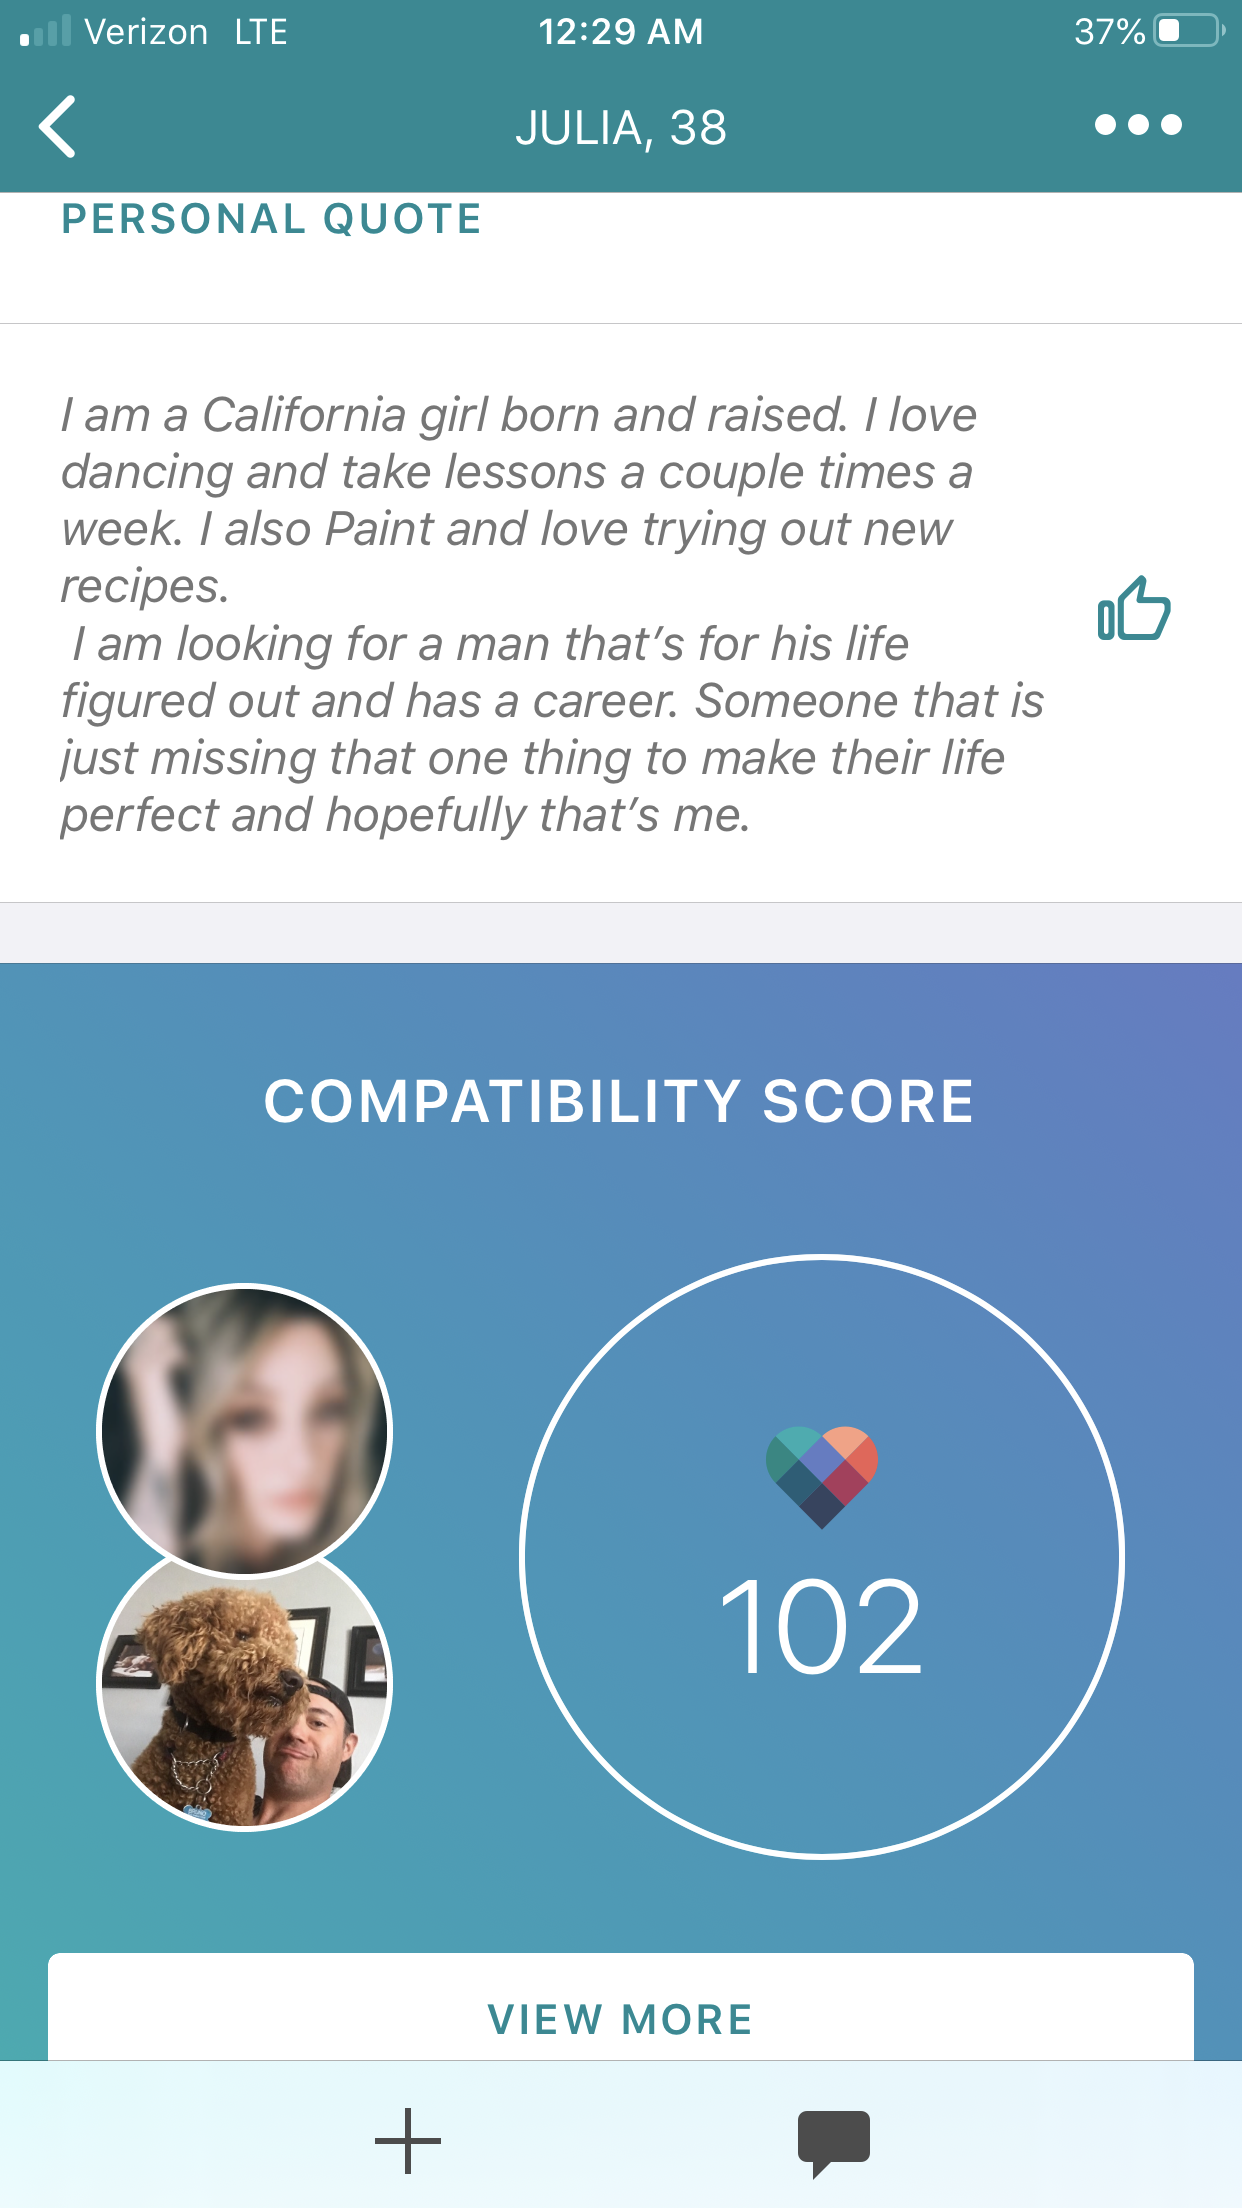 Verizon LTE 12:29 AM 37%
JULIA, 38
PERSONAL QUOTE
I am a California girl born and raised. I love
dancing and take lessons a couple times a
week. I also Paint and love trying out new
recipes.
I am looking for a man that's for his life
figured out and has a career. Someone that is
just missing that one thing to make their life
perfect and hopefully that's me.
COMPATIBILITY SCORE
102
BRUNO
VIEW MORE